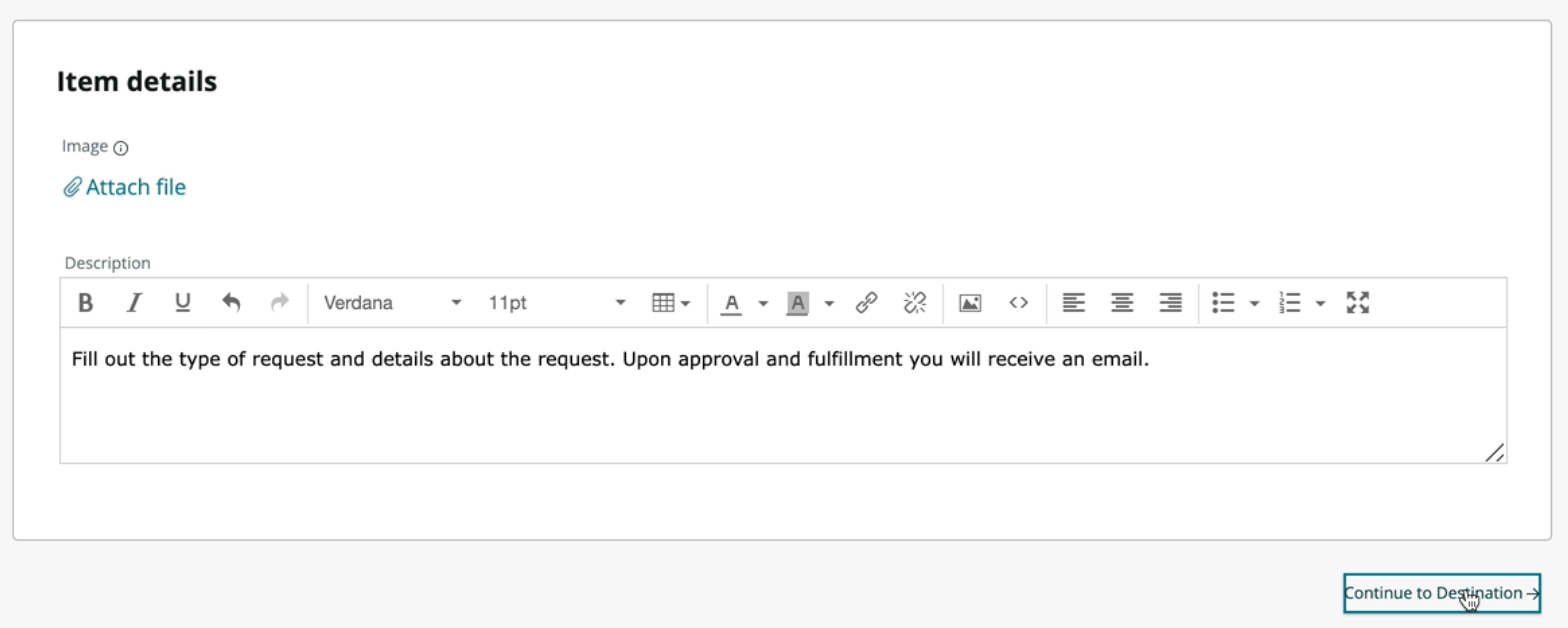 Item details
Image
Attach file
Description
B I U Verdana 11pt A A
Fill out the type of request and details about the request. Upon approval and fulfillment you will receive an email.
Continue to Destination →